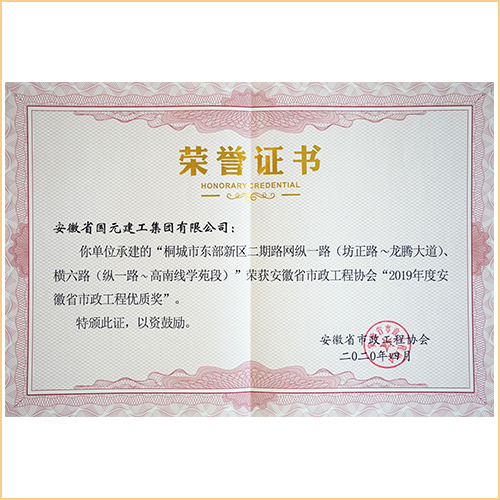 荣誉证书
HONORARY CREDENTIAL
安徽省国元建工集团有限公司：
你单位承建的“桐城市东部新区二期路网纵一路（坊正路～龙腾大道）、
横六路（纵一路～高南线学苑段）”荣获安徽省市政工程协会“2019年度安
徽省市政工程优质奖”。
特颁此证，以资鼓励。
安徽省市政工程协会
二〇二〇年四月